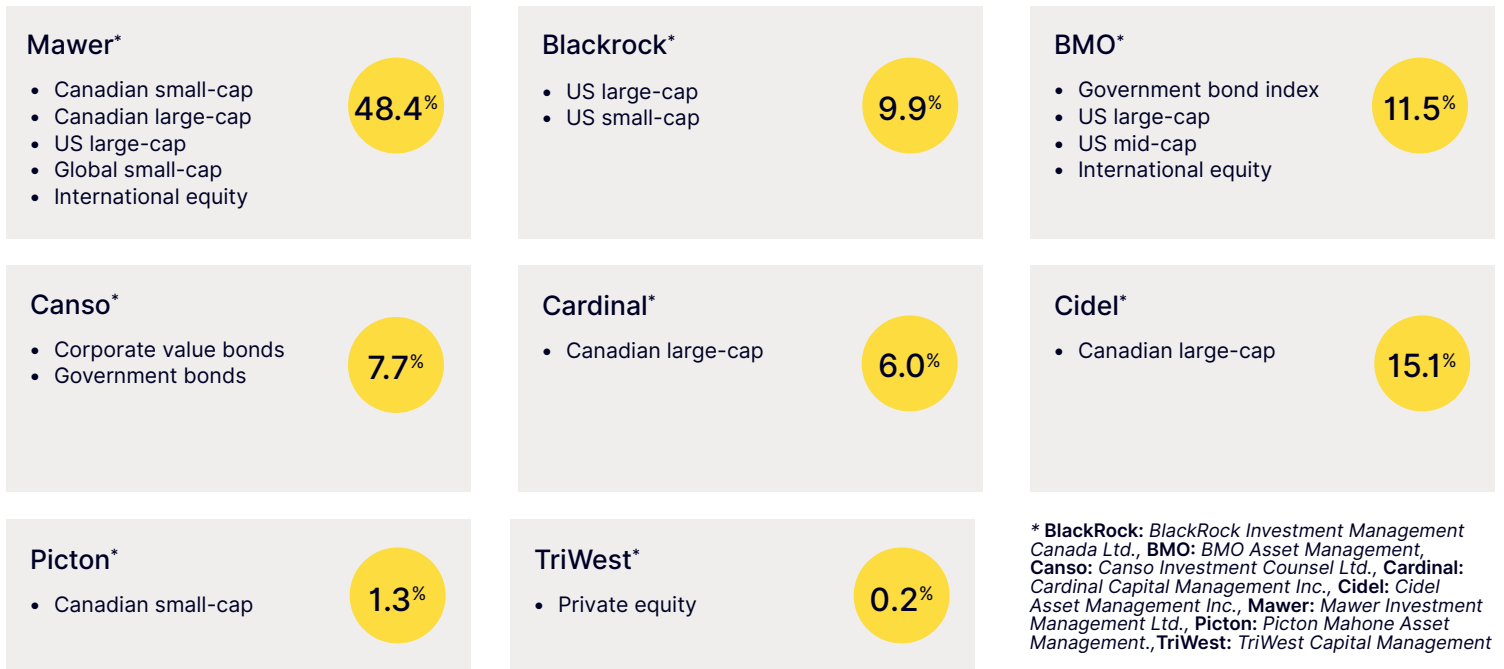 Mawer*
• Canadian small-cap
• Canadian large-cap
• US large-cap
• Global small-cap
• International equity
48.4%
Blackrock*
• US large-cap
• US small-cap
9.9%
BMO*
• Government bond index
• US large-cap
• US mid-cap
• International equity
11.5%
Canso*
• Corporate value bonds
• Government bonds
7.7%
Cardinal*
• Canadian large-cap
6.0%
Cidel*
• Canadian large-cap
15.1%
Picton*
• Canadian small-cap
1.3%
TriWest*
• Private equity
0.2%
* BlackRock: BlackRock Investment Management
Canada Ltd., BMO: BMO Asset Management,
Canso: Canso Investment Counsel Ltd., Cardinal:
Cardinal Capital Management Inc., Cidel: Cidel
Asset Management Inc., Mawer: Mawer Investment
Management Ltd., Picton: Picton Mahone Asset
Management.,TriWest: TriWest Capital Management